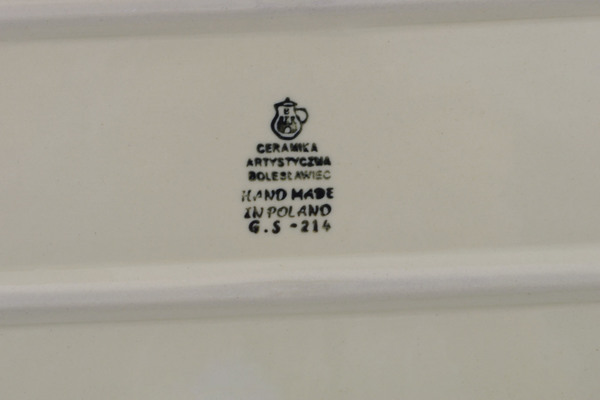 CERAMIKA
ARTYSTYCZNA
BOLESŁAWIEC
HAND MADE
IN POLAND
G.S -214